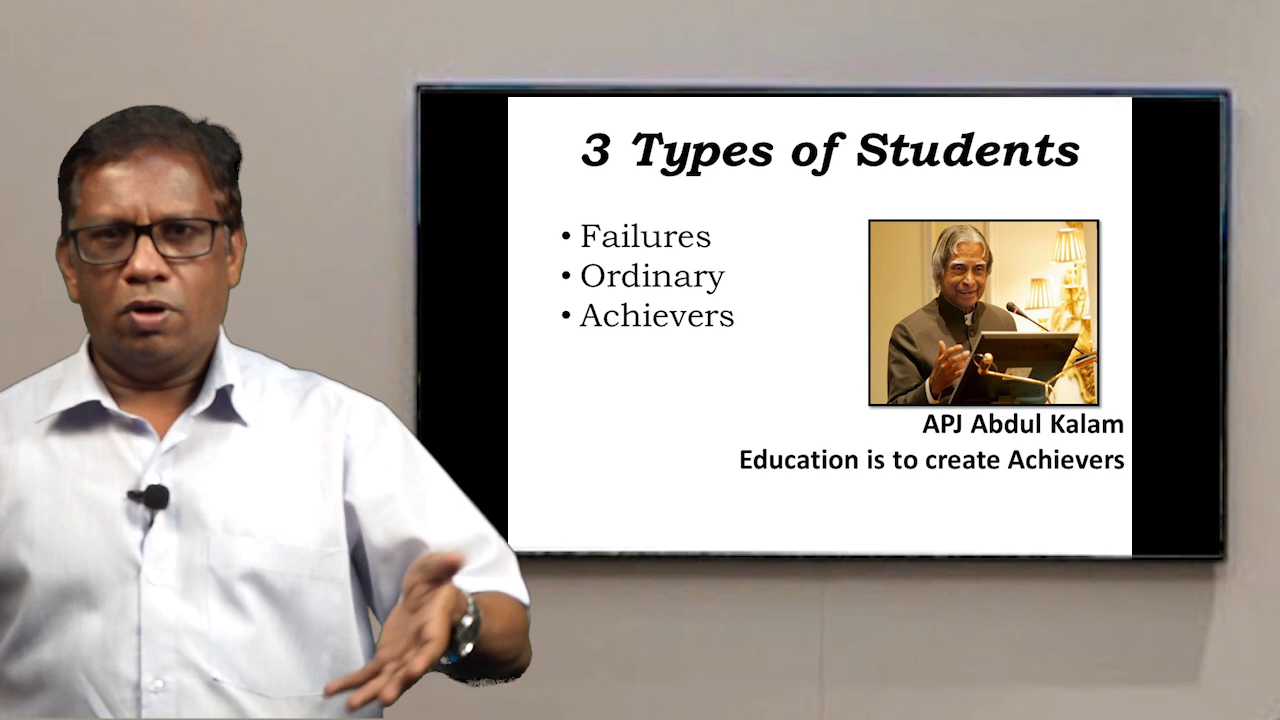 3 Types of Students
• Failures
• Ordinary
• Achievers
APJ Abdul Kalam
Education is to create Achievers